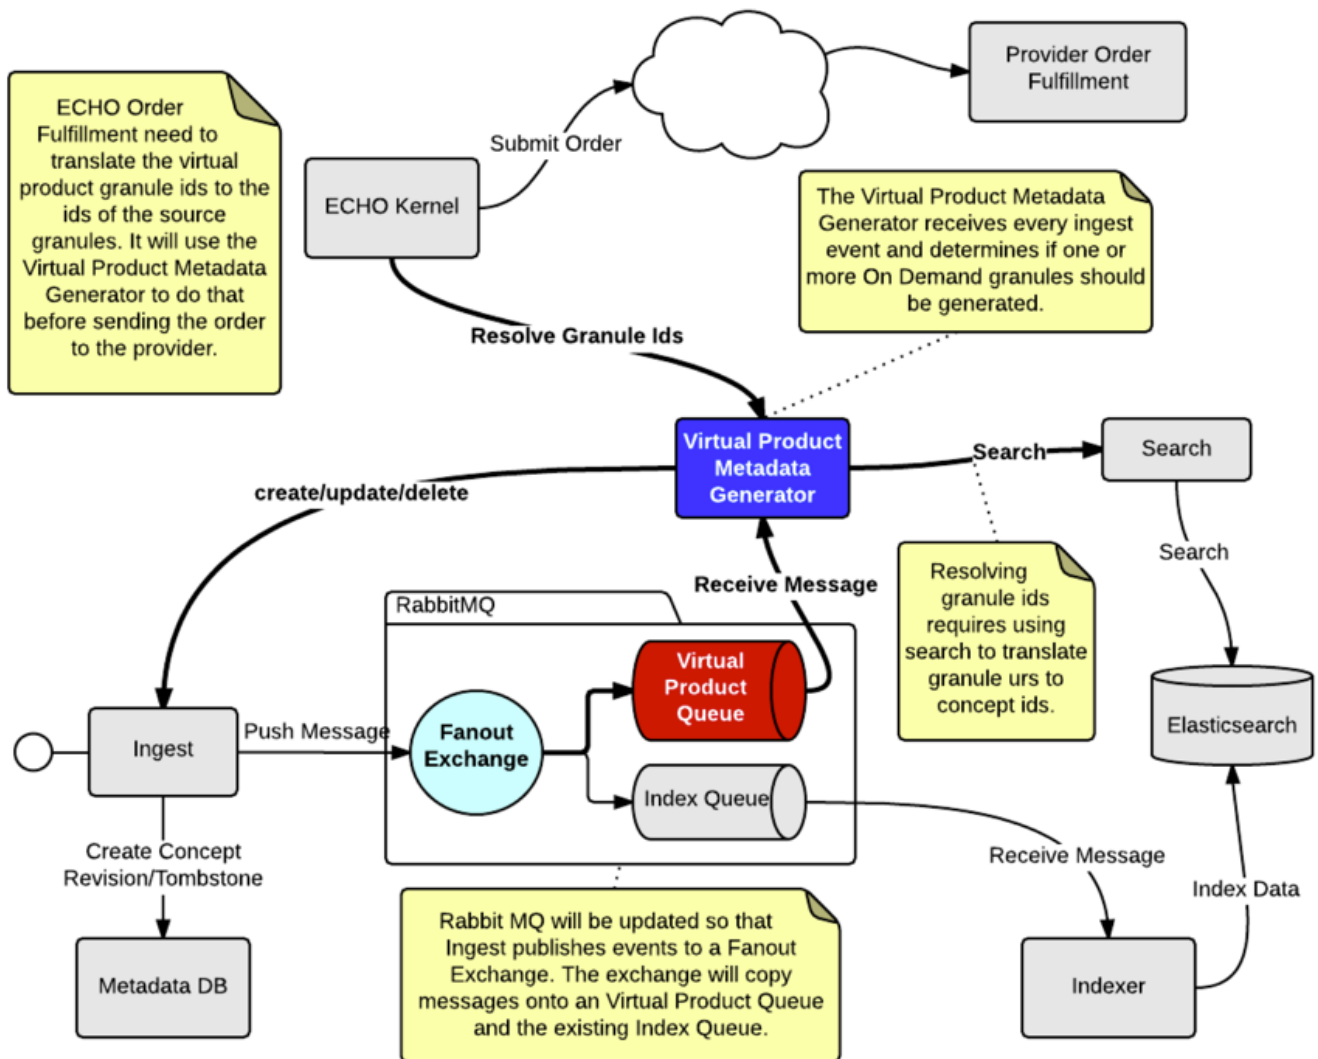 Provider Order
Fulfillment
ECHO Order
Fulfillment need to
translate the virtual
product granule ids to the
ids of the source
granules. It will use the
Virtual Product Metadata
Generator to do that
before sending the order
to the provider.
Submit Order
ECHO Kernel
The Virtual Product Metadata
Generator receives every ingest
event and determines if one or
more On Demand granules should
be generated.
Resolve Granule Ids
Virtual Product
Metadata
Generator
Search
Search
create/update/delete
Search
Receive Message
Resolving
granule ids
requires using
search to translate
granule urs to
concept ids.
RabbitMQ
Virtual
Product
Queue
Fanout
Exchange
Push Message
Ingest
Elasticsearch
Index Queue
Create Concept
Revision/Tombstone
Receive Message
Index Data
Rabbit MQ will be updated so that
Ingest publishes events to a Fanout
Exchange. The exchange will copy
messages onto an Virtual Product Queue
and the existing Index Queue.
Metadata DB
Indexer